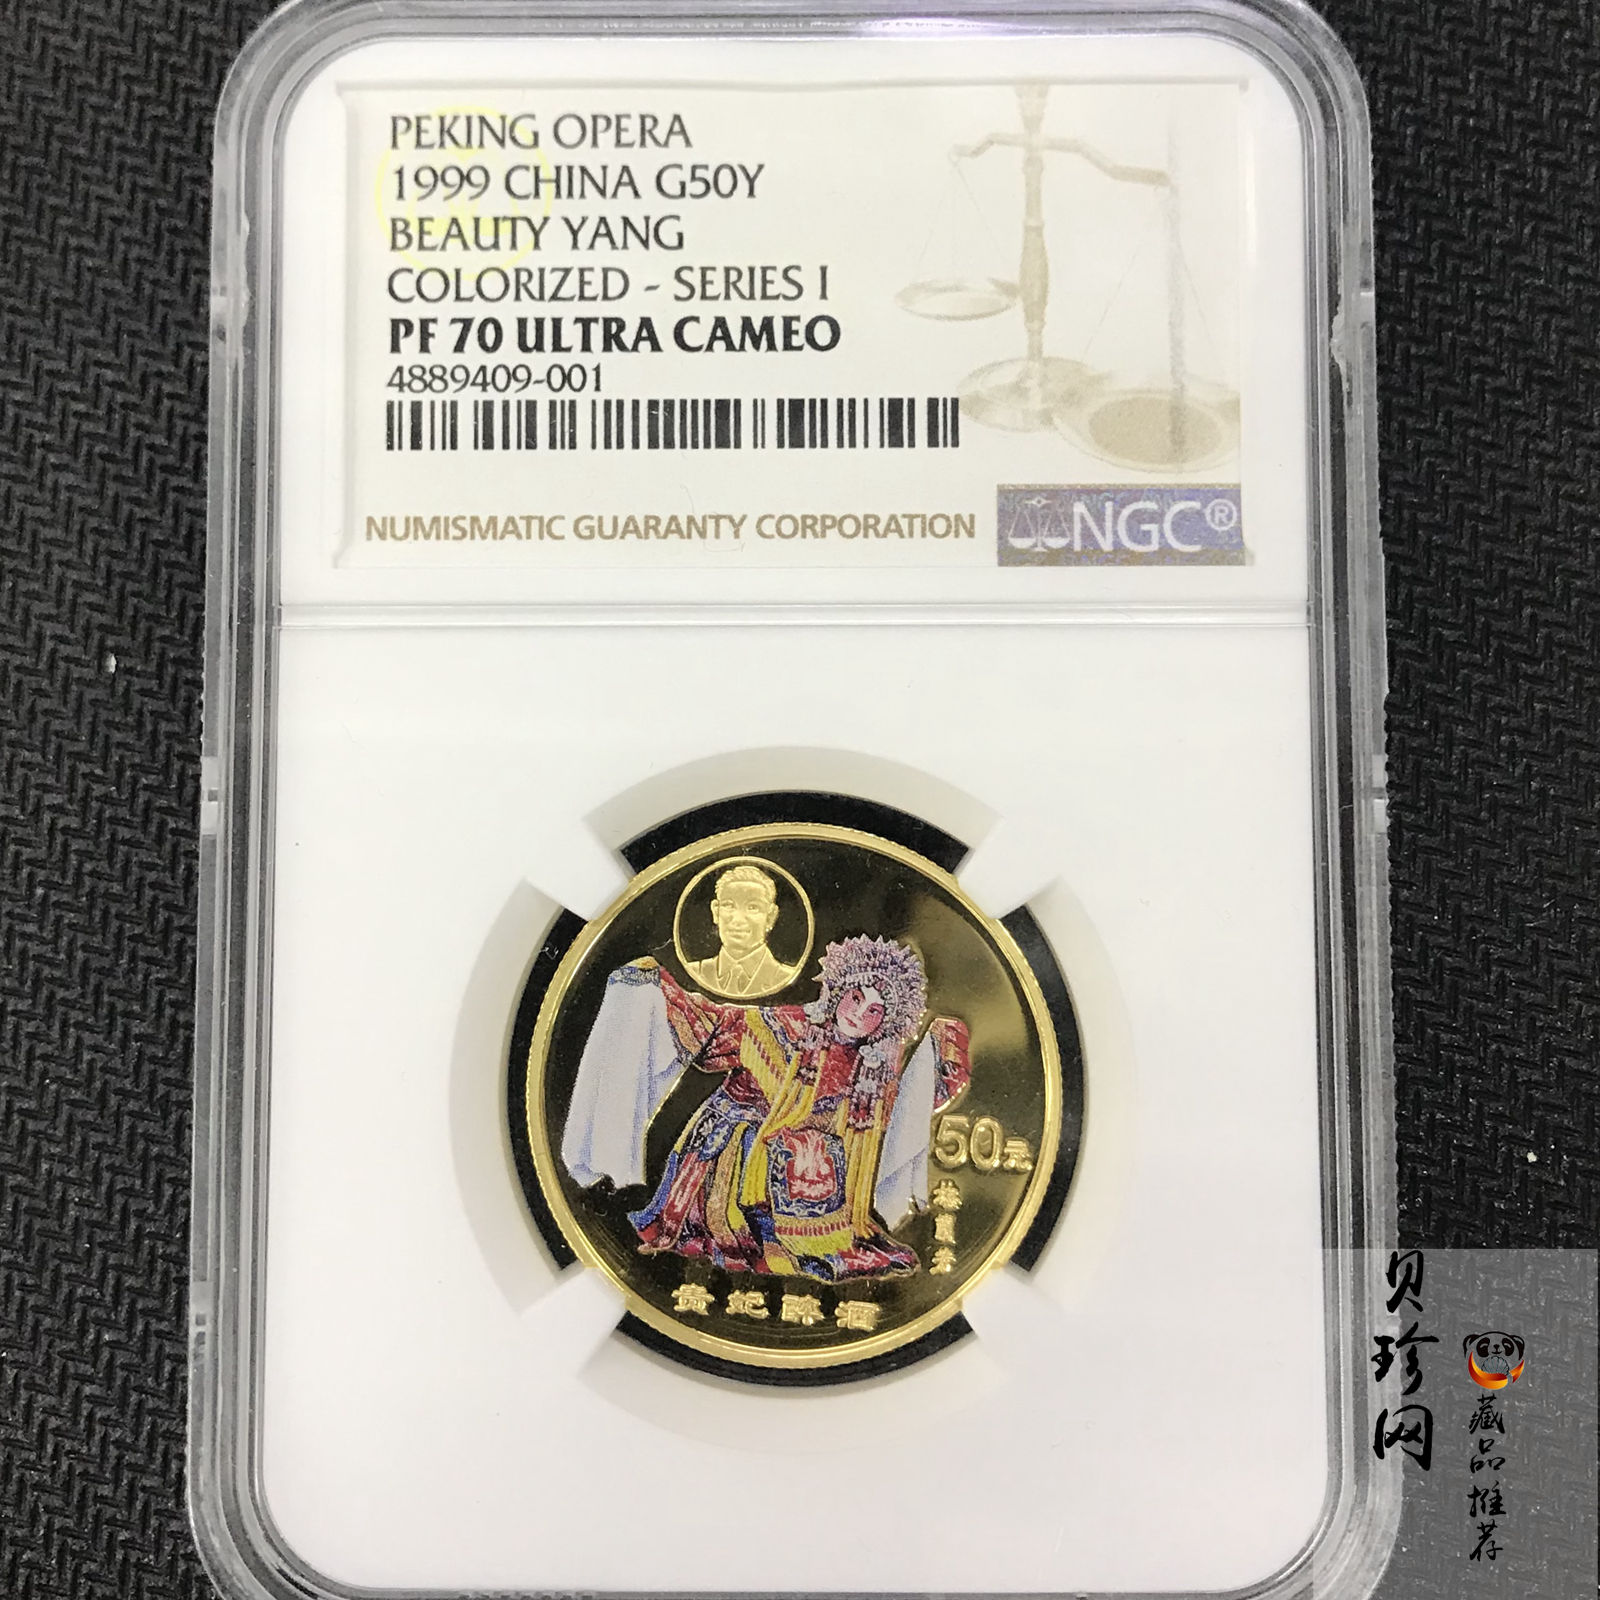 PEKING OPERA
1999 CHINA G50Y
BEAUTY YANG
COLORIZED - SERIES I
PF 70 ULTRA CAMEO
4889409-001
NUMISMATIC GUARANTY CORPORATION
NGC®
50元
梅蘭芳
贵妃醉酒
贝珍网
藏品推荐